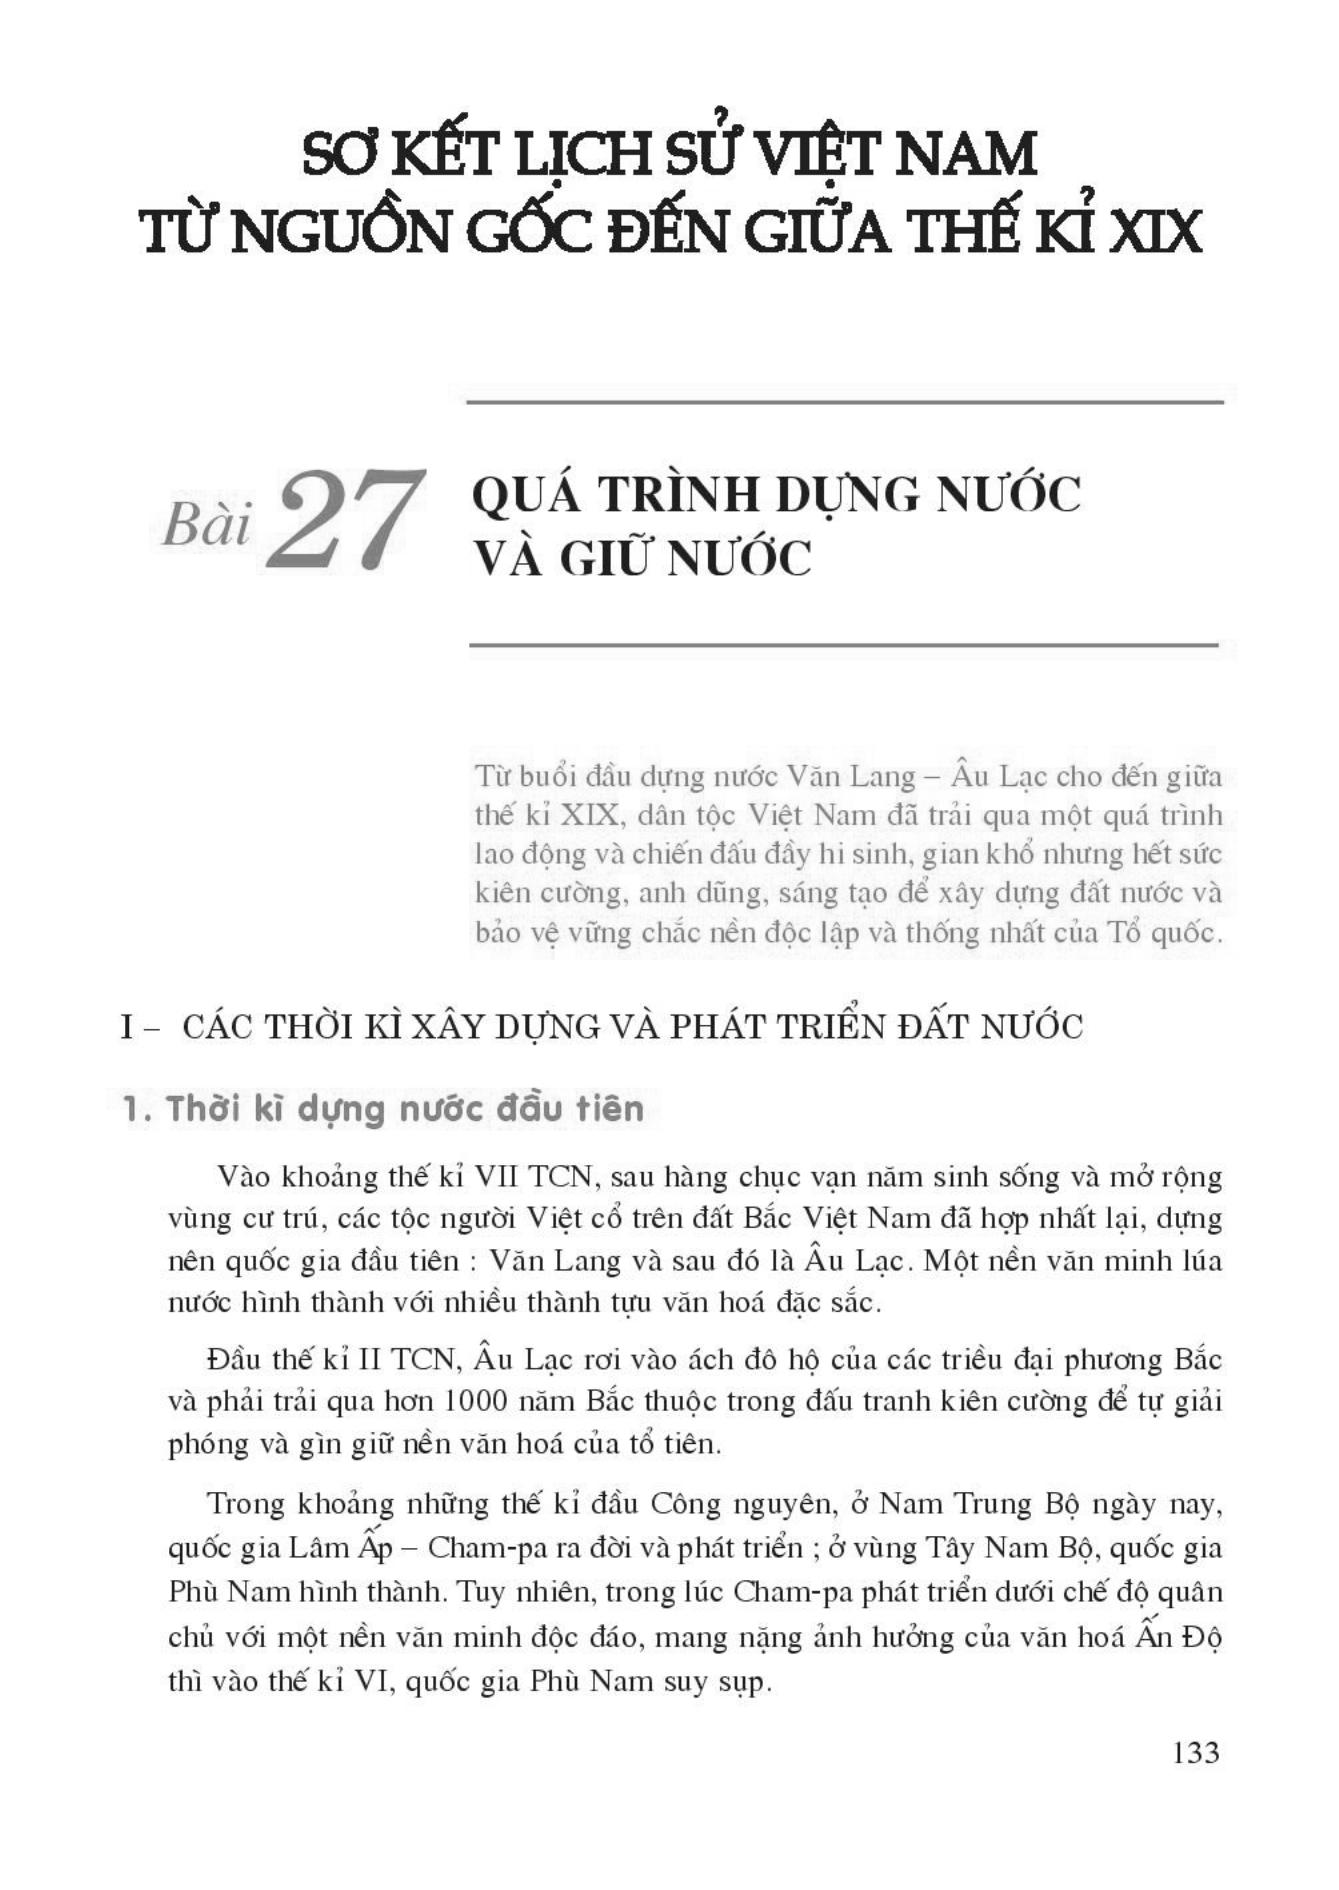 SƠ KẾT LỊCH SỬ VIỆT NAM
TỪ NGUỒN GỐC ĐẾN GIỮA THẾ KỈ XIX
Bài 27
QUÁ TRÌNH DỰNG NƯỚC
VÀ GIỮ NƯỚC
Từ buổi đầu dựng nước Văn Lang – Âu Lạc cho đến giữa
thế kỉ XIX, dân tộc Việt Nam đã trải qua một quá trình
lao động và chiến đấu đầy hi sinh, gian khổ nhưng hết sức
kiên cường, anh dũng, sáng tạo để xây dựng đất nước và
bảo vệ vững chắc nền độc lập và thống nhất của Tổ quốc.
I – CÁC THỜI KÌ XÂY DỰNG VÀ PHÁT TRIỂN ĐẤT NƯỚC
1. Thời kì dựng nước đầu tiên
Vào khoảng thế kỉ VII TCN, sau hàng chục vạn năm sinh sống và mở rộng
vùng cư trú, các tộc người Việt cổ trên đất Bắc Việt Nam đã hợp nhất lại, dựng
nên quốc gia đầu tiên : Văn Lang và sau đó là Âu Lạc. Một nền văn minh lúa
nước hình thành với nhiều thành tựu văn hoá đặc sắc.
Đầu thế kỉ II TCN, Âu Lạc rơi vào ách đô hộ của các triều đại phương Bắc
và phải trải qua hơn 1000 năm Bắc thuộc trong đấu tranh kiên cường để tự giải
phóng và gìn giữ nền văn hoá của tổ tiên.
Trong khoảng những thế kỉ đầu Công nguyên, ở Nam Trung Bộ ngày nay,
quốc gia Lâm Ấp – Cham-pa ra đời và phát triển ; ở vùng Tây Nam Bộ, quốc gia
Phù Nam hình thành. Tuy nhiên, trong lúc Cham-pa phát triển dưới chế độ quân
chủ với một nền văn minh độc đáo, mang nặng ảnh hưởng của văn hoá Ấn Độ
thì vào thế kỉ VI, quốc gia Phù Nam suy sụp.
133